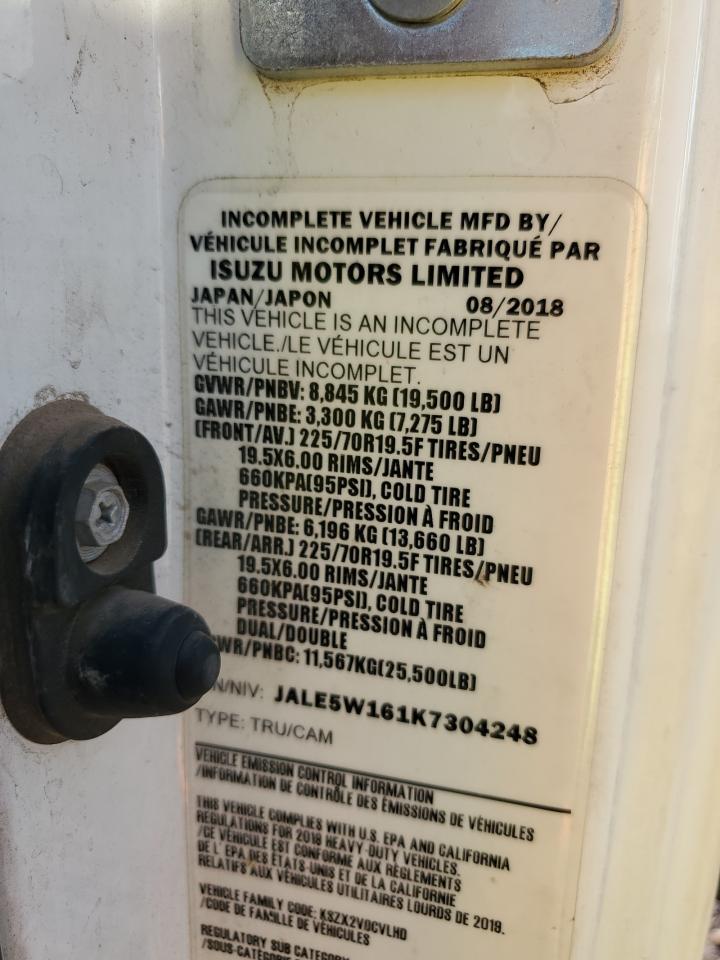 INCOMPLETE VEHICLE MFD BY/
VÉHICULE INCOMPLET FABRIQUÉ PAR
ISUZU MOTORS LIMITED
JAPAN/JAPON 08/2018
THIS VEHICLE IS AN INCOMPLETE
VEHICLE./LE VÉHICULE EST UN
VÉHICULE INCOMPLET.
GVWR/PNBV: 8,845 KG (19,500 LB)
GAWR/PNBE: 3,300 KG (7,275 LB)
(FRONT/AV.) 225/70R19.5F TIRES/PNEU
19.5X6.00 RIMS/JANTE
660KPA(95PSI), COLD TIRE
PRESSURE/PRESSION À FROID
GAWR/PNBE: 6,196 KG (13,660 LB)
(REAR/ARR.) 225/70R19.5F TIRES/PNEU
19.5X6.00 RIMS/JANTE
660KPA(95PSI), COLD TIRE
PRESSURE/PRESSION À FROID
DUAL/DOUBLE
WR/PNBC: 11,567KG(25,500LB)
N/NIV: JALE5W161K7304248
TYPE: TRU/CAM
VEHICLE EMISSION CONTROL INFORMATION
/INFORMATION DE CONTRÔLE DES ÉMISSIONS DE VÉHICULES
THIS VEHICLE COMPLIES WITH U.S. EPA AND CALIFORNIA
REGULATIONS FOR 2019 HEAVY-DUTY VEHICLES.
/CE VÉHICULE EST CONFORME AUX RÈGLEMENTS
DE L' EPA DES ÉTATS-UNIS ET DE LA CALIFORNIE
RELATIFS AUX VÉHICULES UTILITAIRES LOURDS DE 2019.
VEHICLE FAMILY CODE: KSZX2VOCVLHD
/CODE DE FAMILLE DE VÉHICULES
REGULATORY SUB CATEGORY
/SOUS-CATÉGORIE